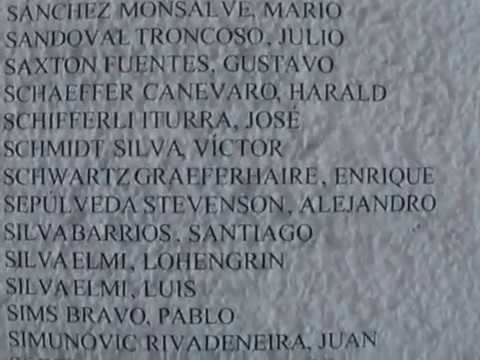 SÁNCHEZ MONSALVE, MARIO
SANDOVAL TRONCOSO, JULIO
SAXTON FUENTES, GUSTAVO
SCHAEFFER CANEVARO, HARALD
SCHIFFERLI ITURRA, JOSÉ
SCHMIDT SILVA, VÍCTOR
SCHWARTZ GRAEFERHAIRE, ENRIQUE
SEPÚLVEDA STEVENSON, ALEJANDRO
SILVA BARRIOS, SANTIAGO
SILVA ELMI, LOHENGRIN
SILVA ELMI, LUIS
SIMS BRAVO, PABLO
SIMUNOVIC RIVADENEIRA, JUAN